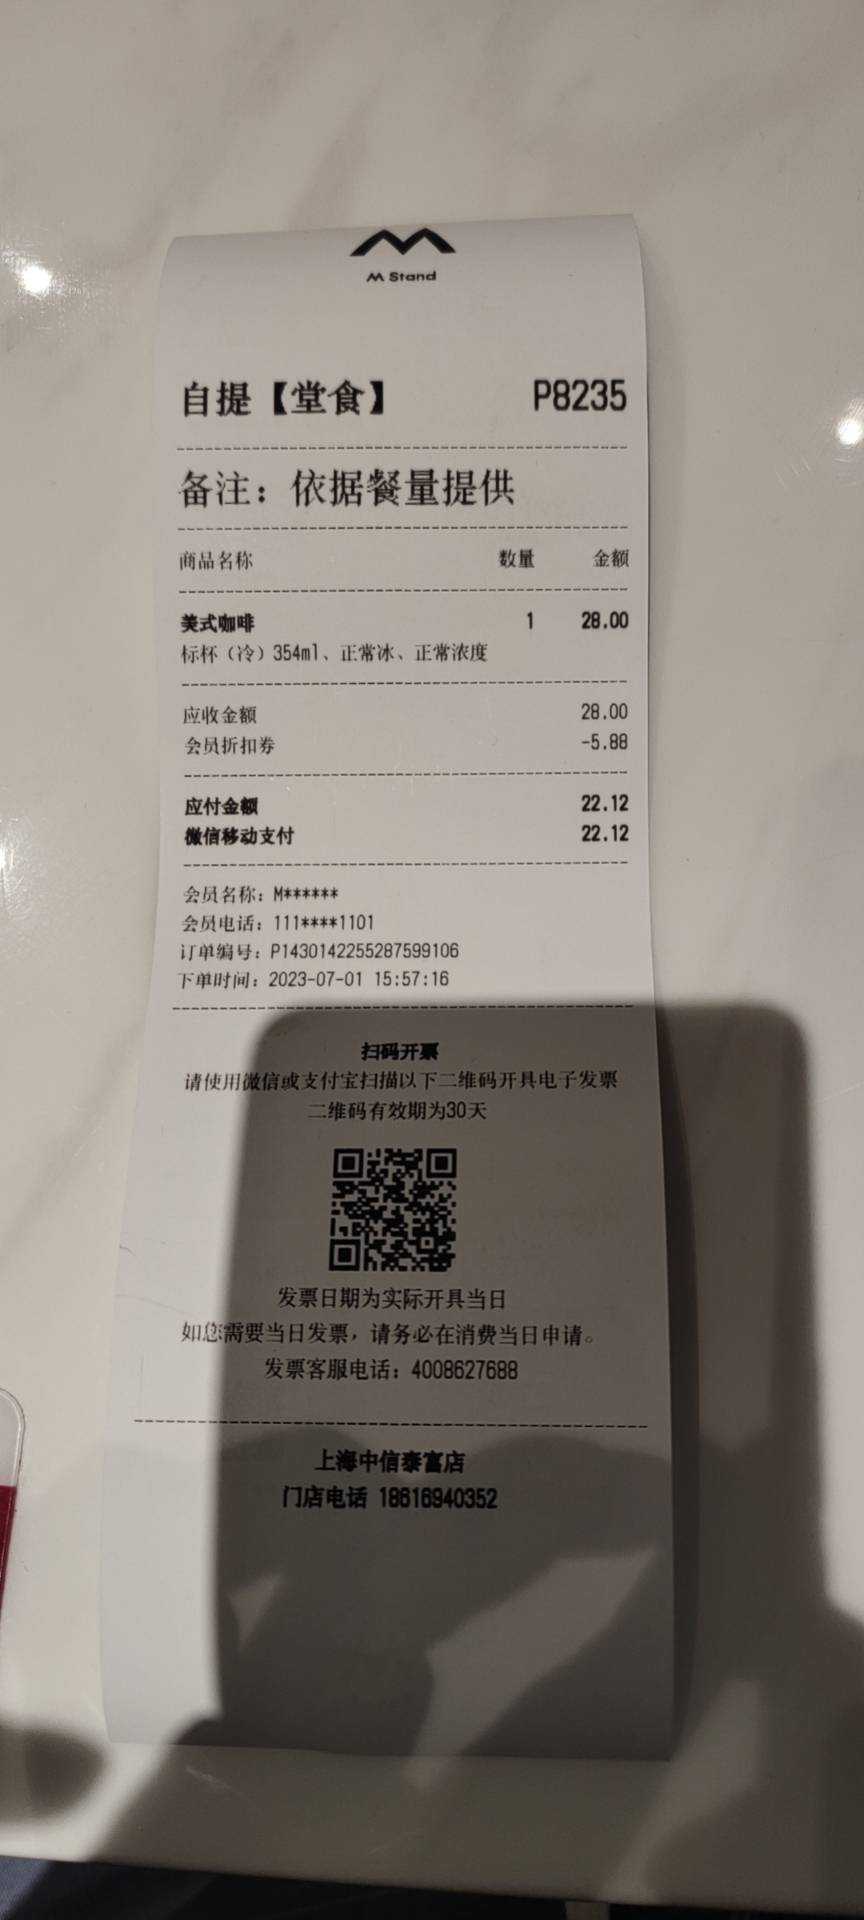 M Stand
自提【堂食】 P8235
备注：依据餐量提供
商品名称 数量 金额
美式咖啡 1 28.00
标杯（冷）354ml、正常冰、正常浓度
应收金额 28.00
会员折扣券 -5.88
应付金额 22.12
微信移动支付 22.12
会员名称：M******
会员电话：111****1101
订单编号：P1430142255287599106
下单时间：2023-07-01 15:57:16
扫码开票
请使用微信或支付宝扫描以下二维码开具电子发票
二维码有效期为30天
发票日期为实际开具当日
如您需要当日发票，请务必在消费当日申请。
发票客服电话：4008627688
上海中信泰富店
门店电话 18616940352